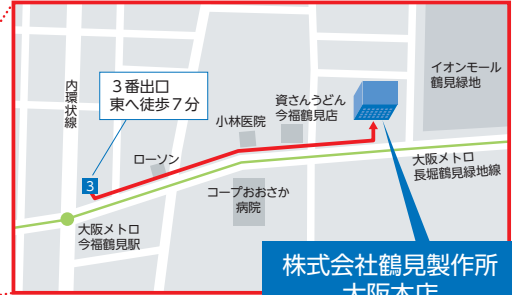 内環状線
3番出口
東へ徒歩7分
3
ローソン
小林医院
資さんうどん
今福鶴見店
イオンモール
鶴見緑地
大阪メトロ
長堀鶴見緑地線
コープおおさか
病院
大阪メトロ
今福鶴見駅
株式会社鶴見製作所
大阪本店